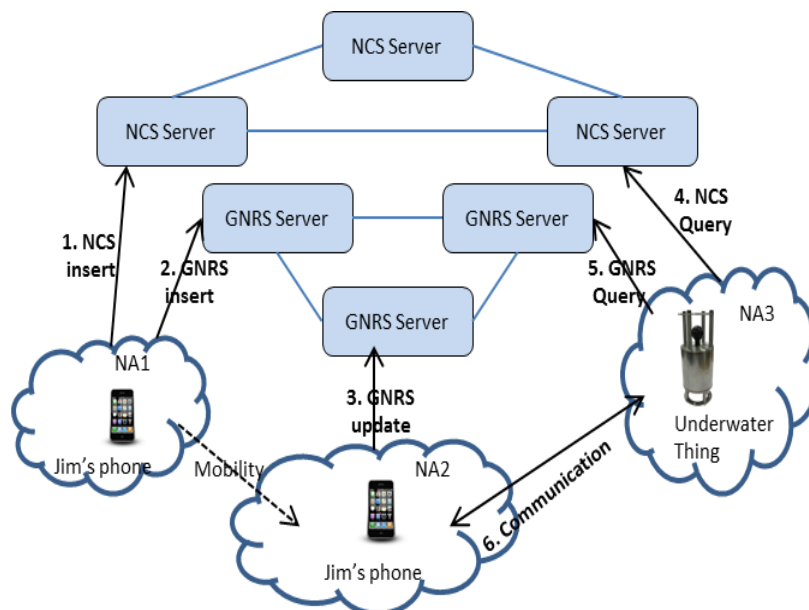 NCS Server
NCS Server
NCS Server
4. NCS
Query
GNRS Server
GNRS Server
1. NCS
insert
2. GNRS
insert
5. GNRS
Query
GNRS Server
NA3
NA1
3. GNRS
update
Underwater
Thing
Jim's phone
Mobility
NA2
6. Communication
Jim's phone